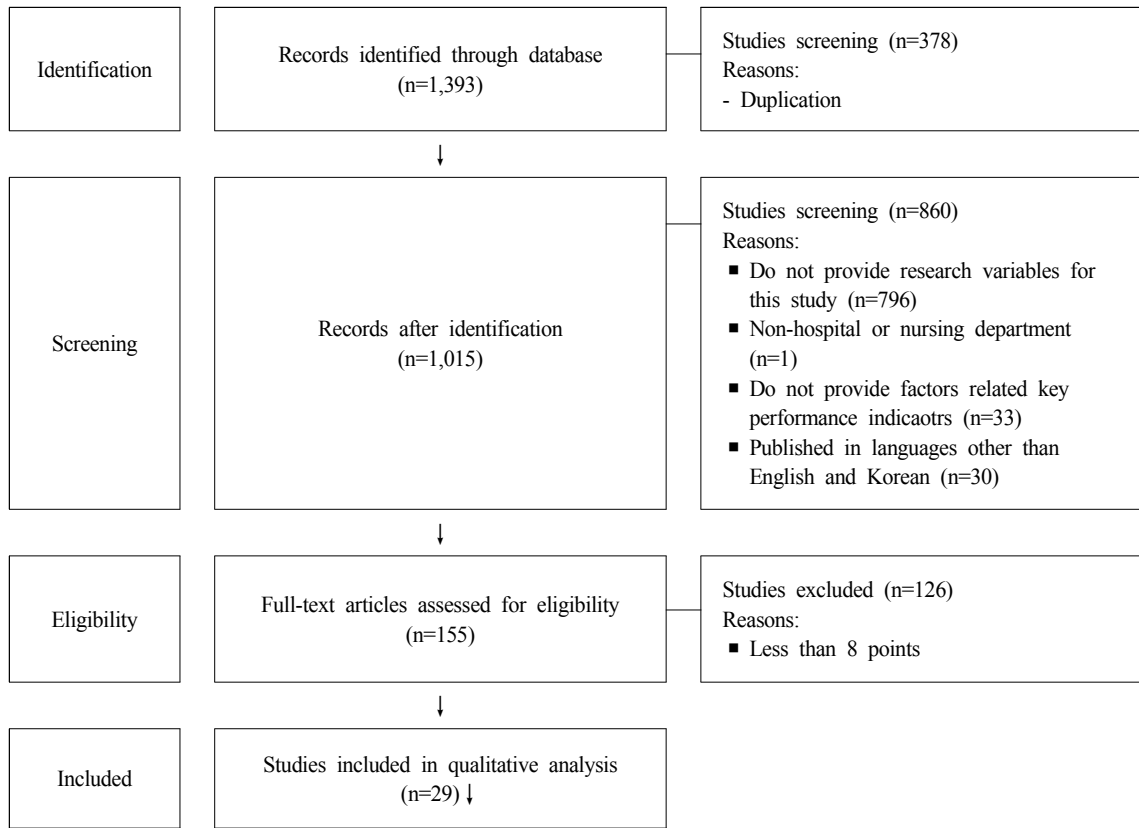 Identification
Records identified through database
(n=1,393)
Studies screening (n=378)
Reasons:
- Duplication
↓
Screening
Records after identification
(n=1,015)
Studies screening (n=860)
Reasons:
■ Do not provide research variables for
this study (n=796)
■ Non-hospital or nursing department
(n=1)
■ Do not provide factors related key
performance indicaotrs (n=33)
■ Published in languages other than
English and Korean (n=30)
↓
Eligibility
Full-text articles assessed for eligibility
(n=155)
Studies excluded (n=126)
Reasons:
■ Less than 8 points
↓
Included
Studies included in qualitative analysis
(n=29) ↓